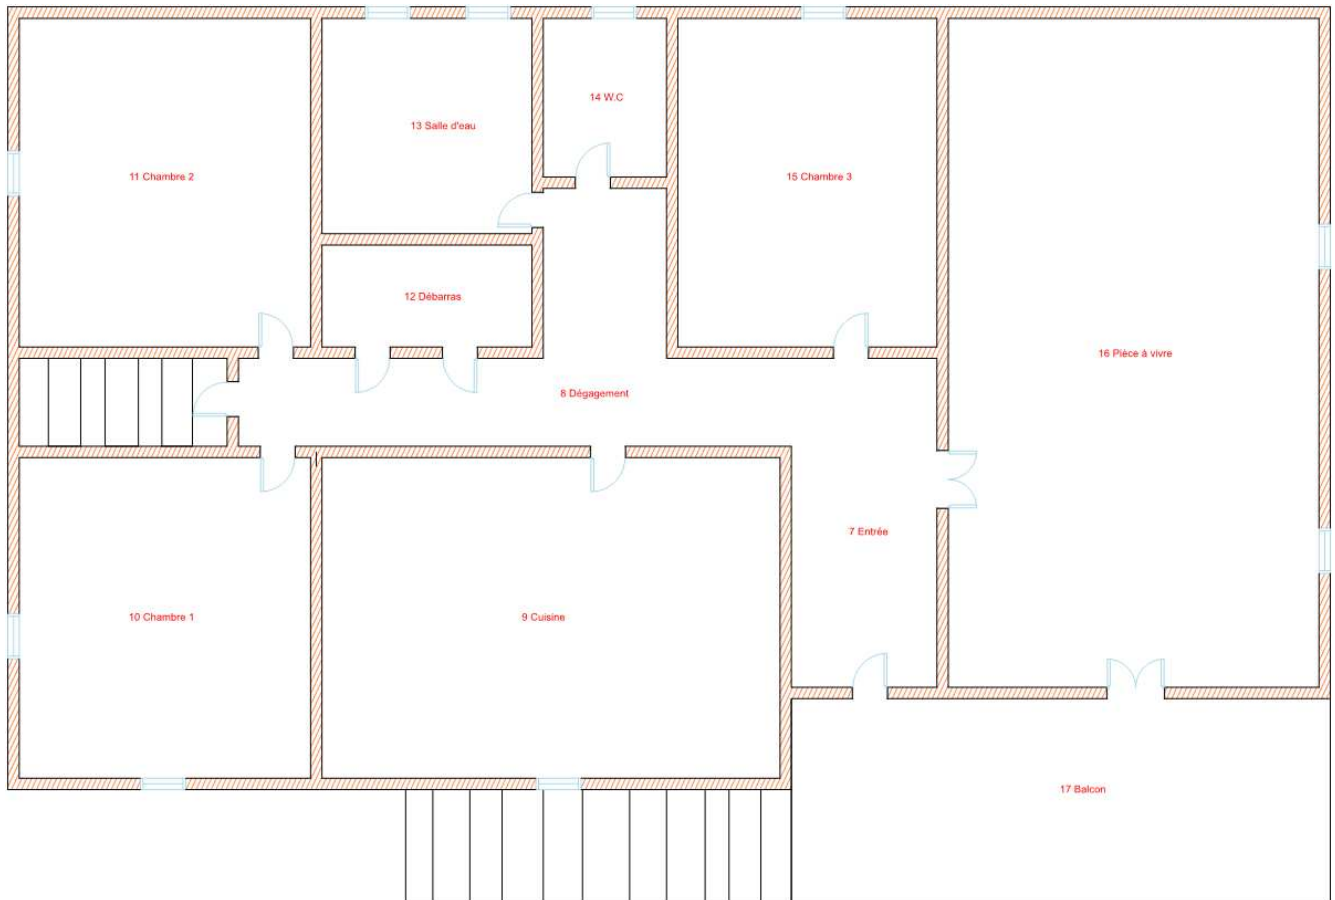 14 W.C
13 Salle d'eau
11 Chambre 2
15 Chambre 3
12 Débarras
16 Pièce à vivre
8 Dégagement
7 Entrée
10 Chambre 1
9 Cuisine
17 Balcon